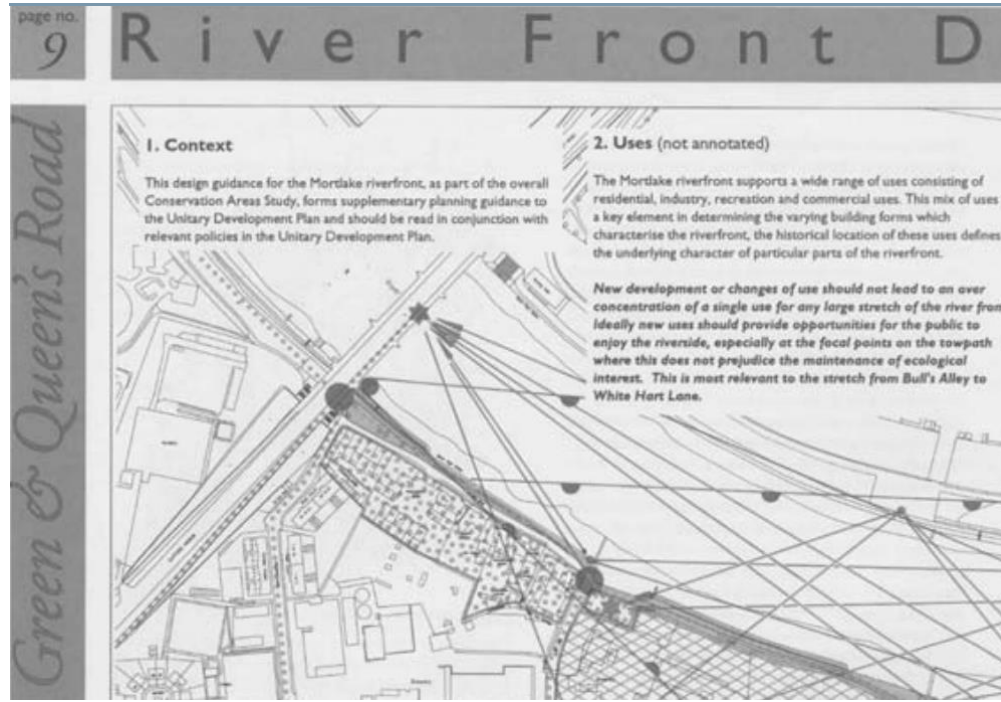 page no.
9
River Front D
Green & Queen's Road
1. Context
This design guidance for the Mortlake riverfront, as part of the overall
Conservation Areas Study, forms supplementary planning guidance to
the Unitary Development Plan and should be read in conjunction with
relevant policies in the Unitary Development Plan.
2. Uses (not annotated)
The Mortlake riverfront supports a wide range of uses consisting of
residential, industry, recreation and commercial uses. This mix of uses
a key element in determining the varying building forms which
characterise the riverfront, the historical location of these uses defines
the underlying character of particular parts of the riverfront.
New development or changes of use should not lead to an over
concentration of a single use for any large stretch of the river fron
Ideally new uses should provide opportunities for the public to
enjoy the riverside, especially at the focal points on the towpath
where this does not prejudice the maintenance of ecological
interest. This is most relevant to the stretch from Bull's Alley to
White Hart Lane.